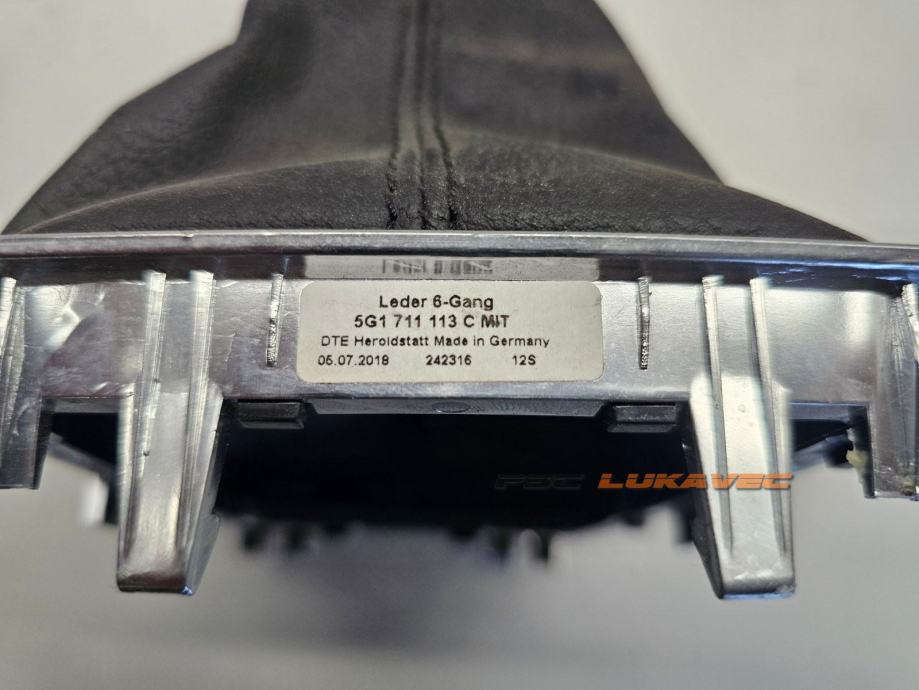 Leder 6-Gang
5G1 711 113 C MIT
DTE Heroldstatt Made in Germany
05.07.2018 242316 12S
PSC LUKAVEC